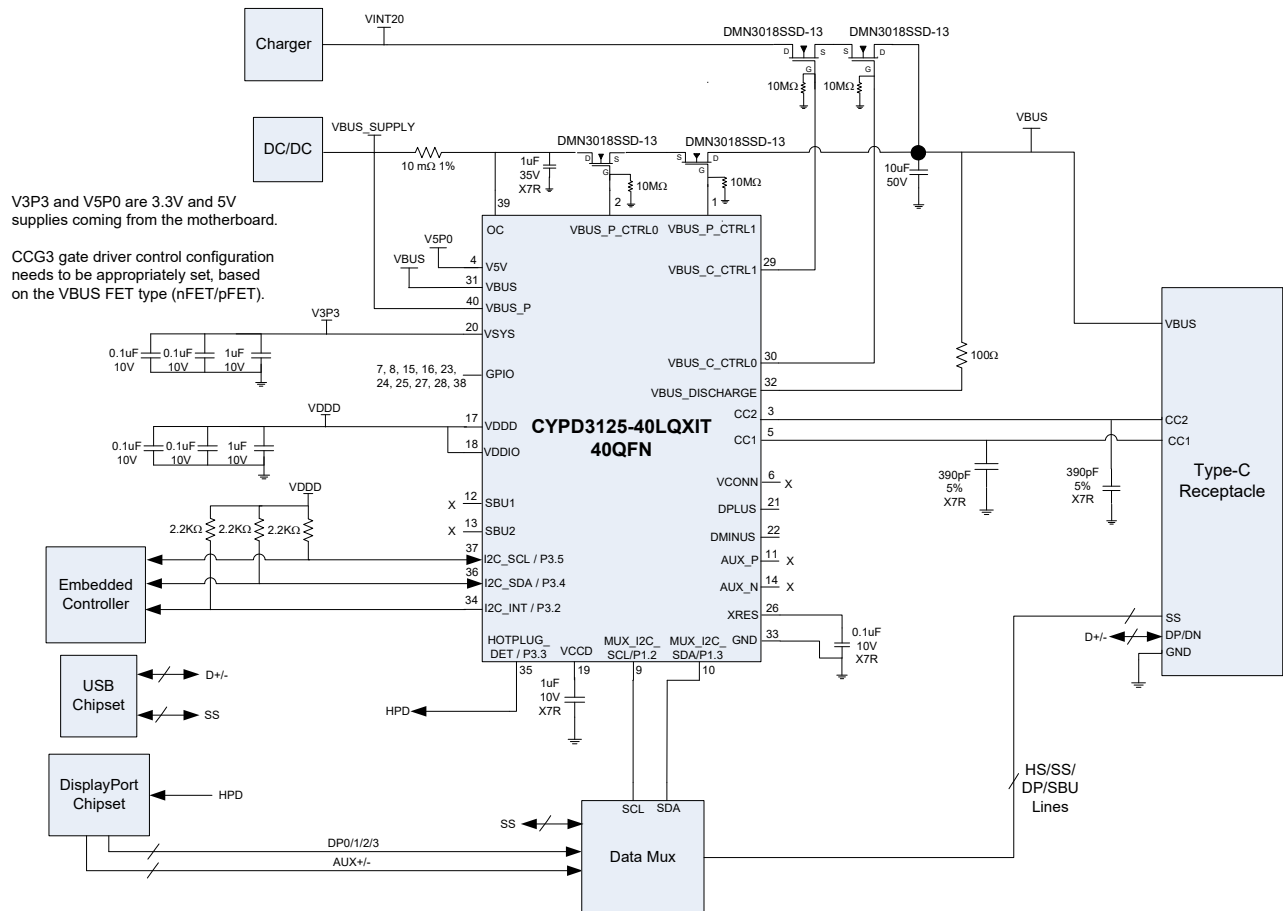 Charger
VINT20
DMN3018SSD-13
DMN3018SSD-13
D
S
S
D
G
G
10MΩ
10MΩ
DC/DC
VBUS_SUPPLY
10 mΩ 1%
1uF
35V
X7R
DMN3018SSD-13
DMN3018SSD-13
D
S
S
D
G
G
10MΩ
10MΩ
VBUS
10uF
50V
V3P3 and V5P0 are 3.3V and 5V
supplies coming from the motherboard.
CCG3 gate driver control configuration
needs to be appropriately set, based
on the VBUS FET type (nFET/pFET).
39
2
1
OC
VBUS_P_CTRL0
VBUS_P_CTRL1
V5P0
4
V5V
VBUS
31
VBUS
40
VBUS_P
V3P3
20
VSYS
0.1uF
10V
0.1uF
10V
1uF
10V
7, 8, 15, 16, 23,
24, 25, 27, 28, 38
GPIO
29
VBUS_C_CTRL1
30
VBUS_C_CTRL0
32
VBUS_DISCHARGE
100Ω
VDDD
17
VDDD
18
VDDIO
0.1uF
10V
0.1uF
10V
1uF
10V
CYPD3125-40LQXIT
40QFN
3
CC2
5
CC1
390pF
5%
X7R
390pF
5%
X7R
VBUS
CC2
CC1
Type-C
Receptacle
VDDD
2.2KΩ
2.2KΩ
2.2KΩ
X
12
SBU1
X
13
SBU2
6
VCONN
X
21
DPLUS
22
DMINUS
11
AUX_P
X
14
AUX_N
X
Embedded
Controller
37
I2C_SCL / P3.5
36
I2C_SDA / P3.4
34
I2C_INT / P3.2
26
XRES
33
GND
0.1uF
10V
X7R
SS
D+/-
DP/DN
GND
HOTPLUG_
DET / P3.3
35
VCCD
19
MUX_I2C_
SCL/P1.2
9
MUX_I2C_
SDA/P1.3
10
1uF
10V
X7R
USB
Chipset
D+/-
SS
HPD
DisplayPort
Chipset
HPD
DP0/1/2/3
AUX+/-
SS
SCL
SDA
Data Mux
HS/SS/
DP/SBU
Lines